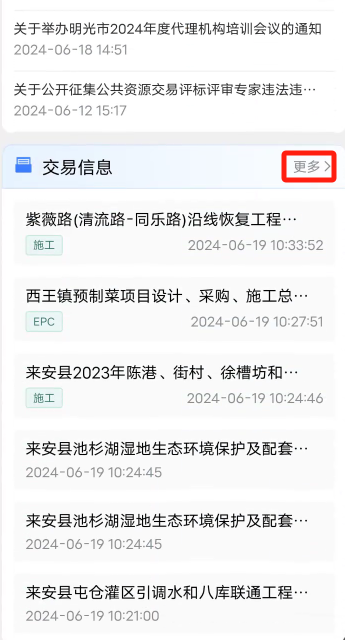 关于举办明光市2024年度代理机构培训会议的通知
2024-06-18 14:51
关于公开征集公共资源交易评标评审专家违法违…
2024-06-12 15:17
交易信息
更多
紫薇路(清流路-同乐路)沿线恢复工程…
施工
2024-06-19 10:33:52
西王镇预制菜项目设计、采购、施工总…
EPC
2024-06-19 10:27:51
来安县2023年陈港、街村、徐槽坊和…
施工
2024-06-19 10:24:46
来安县池杉湖湿地生态环境保护及配套…
2024-06-19 10:24:45
来安县池杉湖湿地生态环境保护及配套…
2024-06-19 10:24:45
来安县屯仓灌区引调水和八库联通工程…
2024-06-19 10:21:00